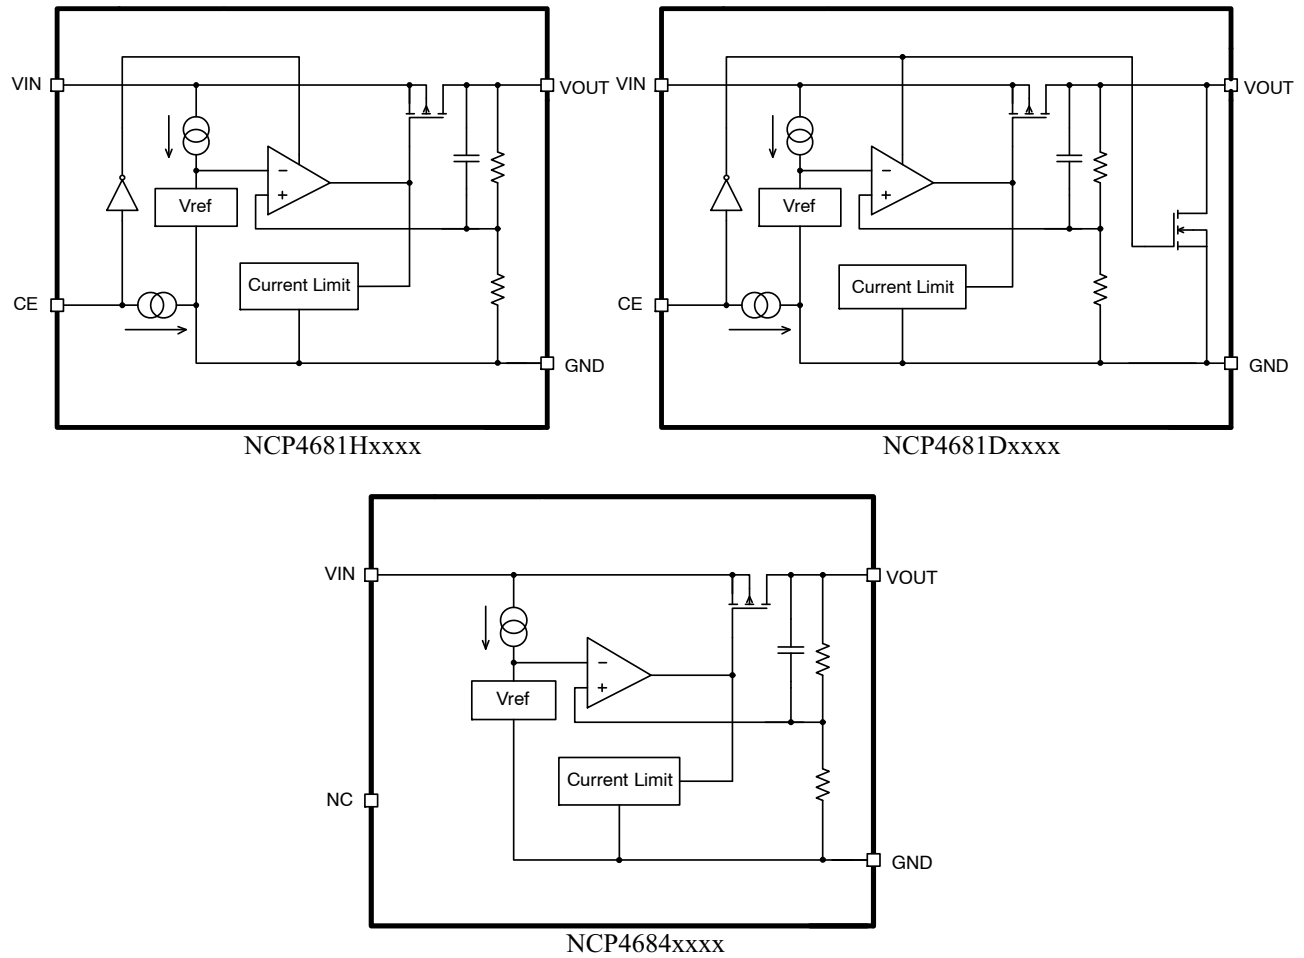 VIN
VOUT
−
+
Vref
Current Limit
CE
GND
NCP4681Hxxxx
VIN
VOUT
−
+
Vref
Current Limit
CE
GND
NCP4681Dxxxx
VIN
VOUT
−
+
Vref
Current Limit
NC
GND
NCP4684xxxx